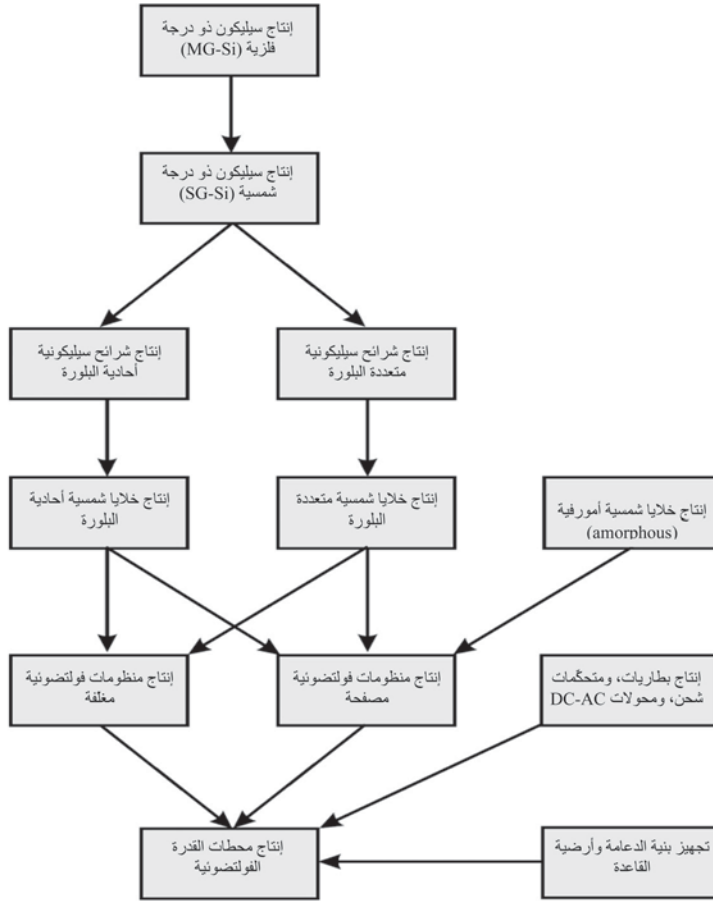 إنتاج سيليكون ذو درجة
فلزية (MG-Si)
إنتاج سيليكون ذو درجة
شمسية (SG-Si)
إنتاج شرائح سيليكونية
أحادية البلورة
إنتاج شرائح سيليكونية
متعددة البلورة
إنتاج خلايا شمسية أحادية
البلورة
إنتاج خلايا شمسية متعددة
البلورة
إنتاج خلايا شمسية أمورفية
(amorphous)
إنتاج منظومات فولتضوئية
مغلفة
إنتاج منظومات فولتضوئية
مصفحة
إنتاج بطاريات، ومتحكّمات
شحن، ومحولات DC-AC
إنتاج محطات القدرة
الفولتضوئية
تجهيز بنية الدعامة وأرضية
القاعدة